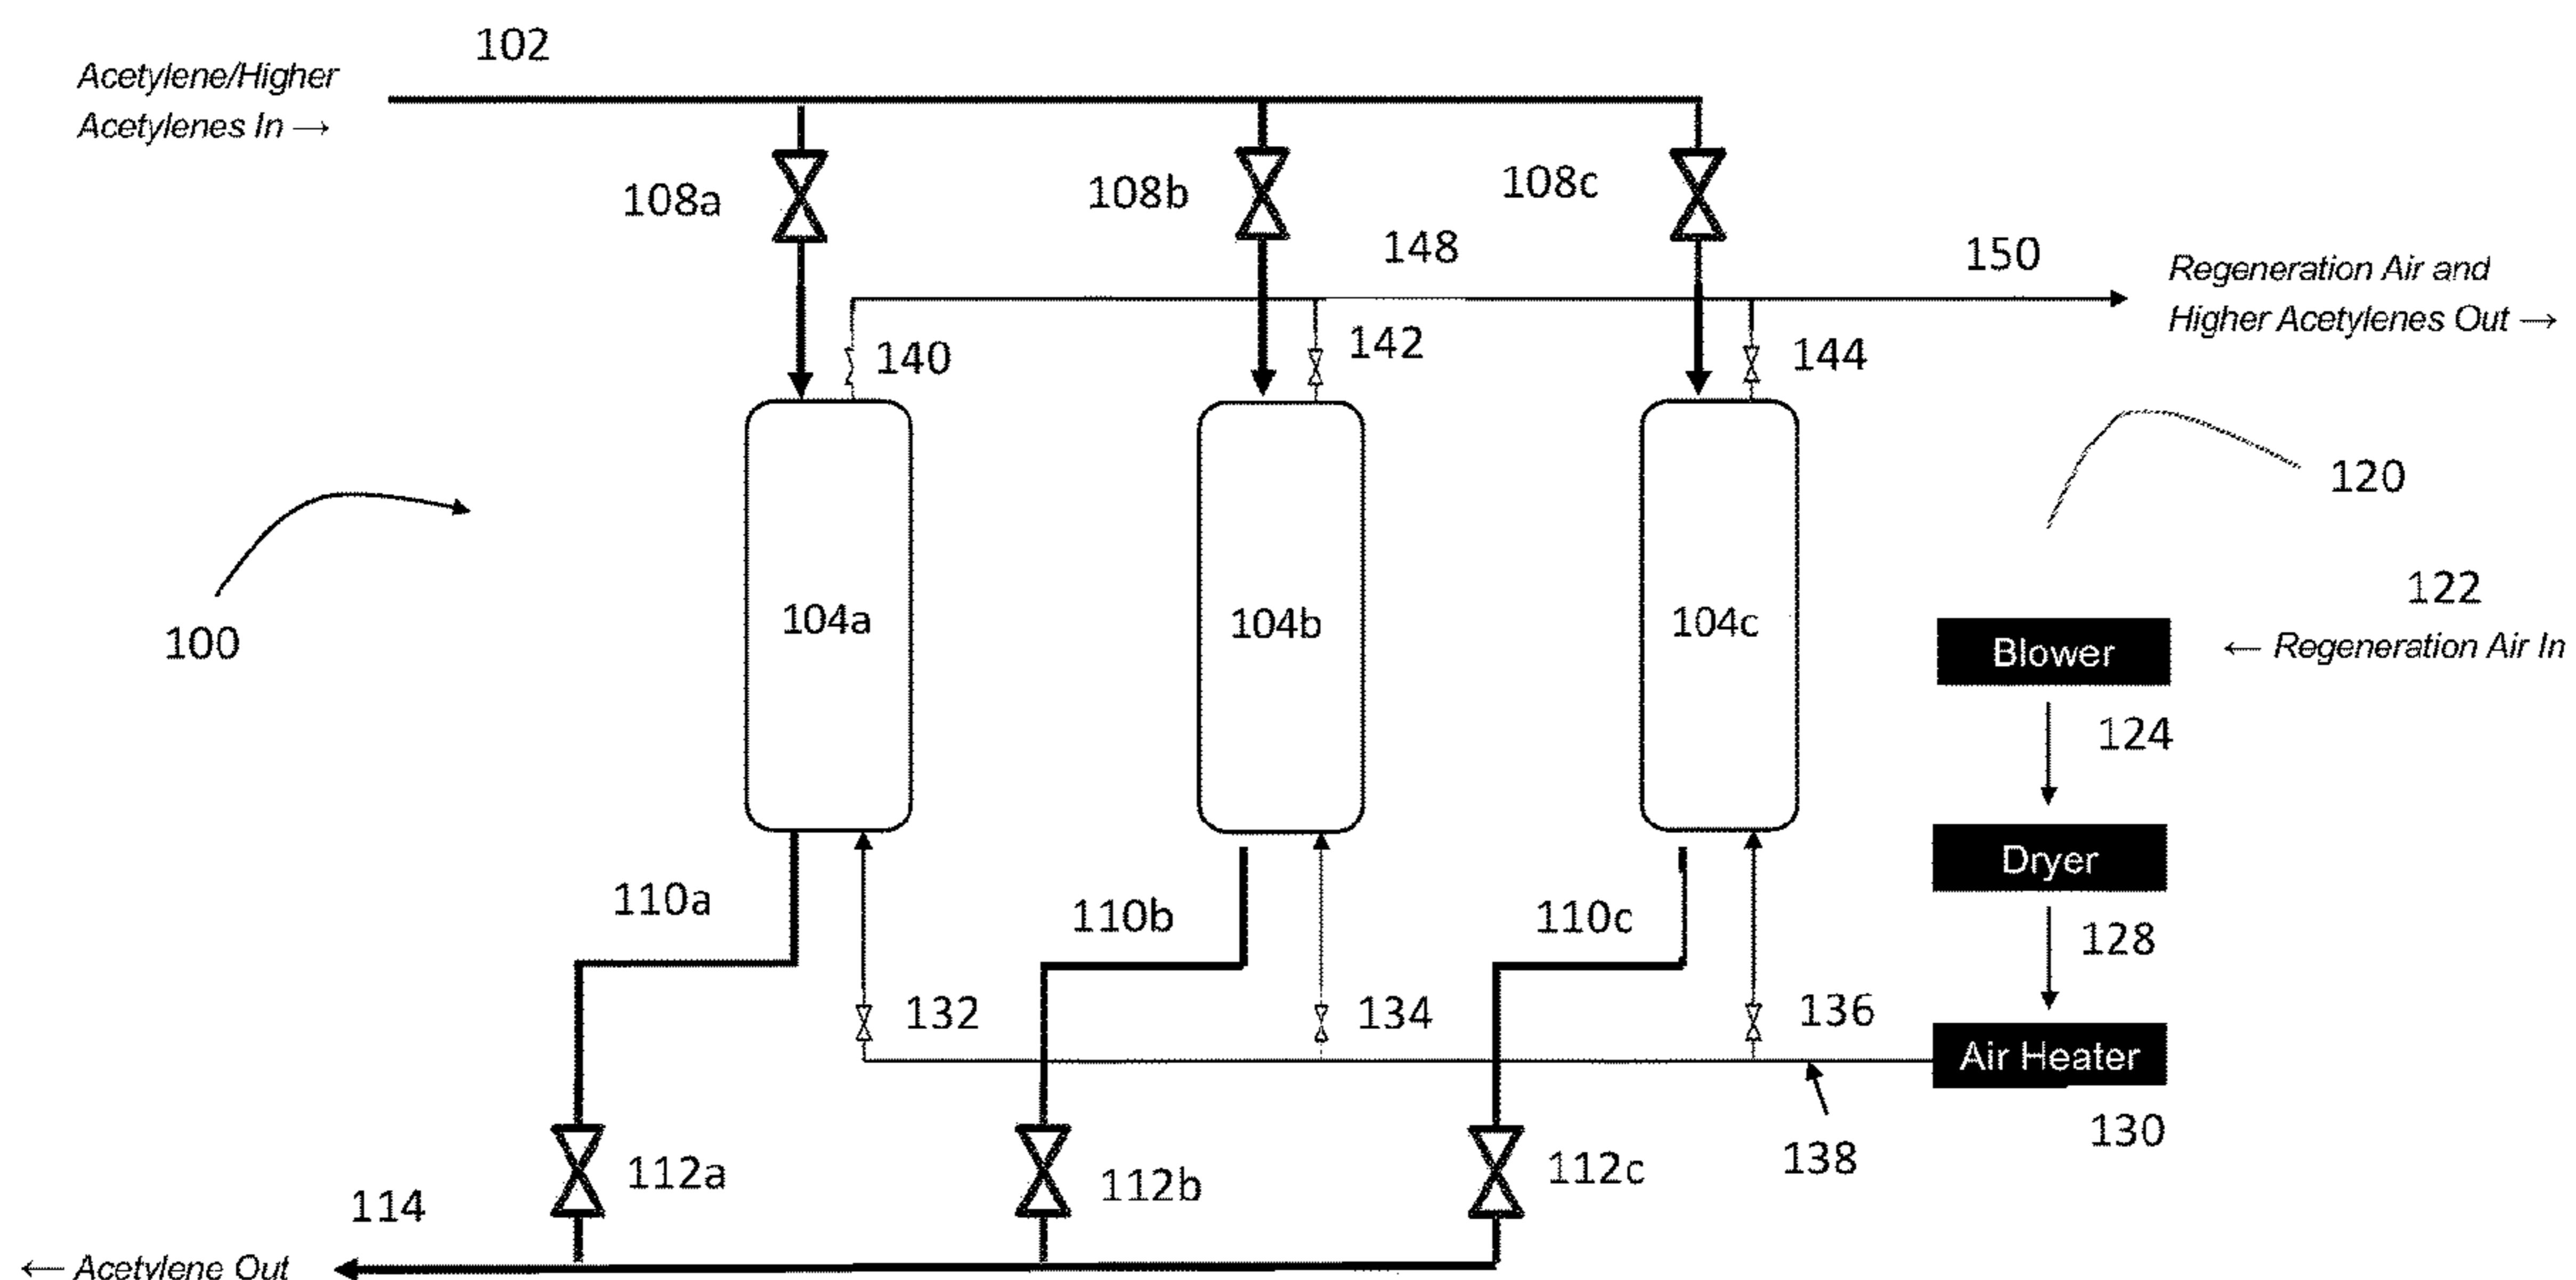 102
Acetylene/Higher
Acetylenes In →
108a
108b
108c
148
150
Regeneration Air and
Higher Acetylenes Out →
140
142
144
120
100
104a
104b
104c
122
Blower
← Regeneration Air In
124
Dryer
110a
110b
110c
128
132
134
136
Air Heater
130
138
112a
112b
112c
114
← Acetylene Out